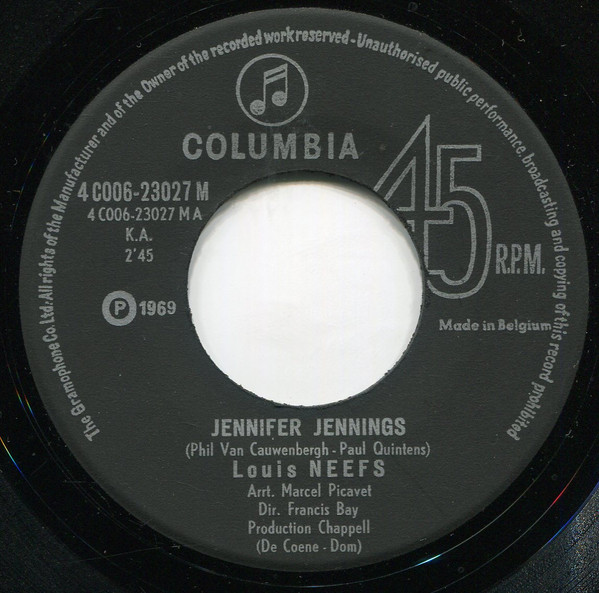 The Gramophone Co. Ltd. All rights of the Manufacturer and of the Owner of the recorded work reserved - Unauthorised public performance, broadcasting and copying of this record prohibited
COLUMBIA
45
R.P.M.
4 C006-23027 M
4 C006-23027 M A
K.A.
2'45
Ⓟ 1969
Made in Belgium
JENNIFER JENNINGS
(Phil Van Cauwenbergh - Paul Quintens)
Louis NEEFS
Arrt. Marcel Picavet
Dir. Francis Bay
Production Chappell
(De Coene - Dom)